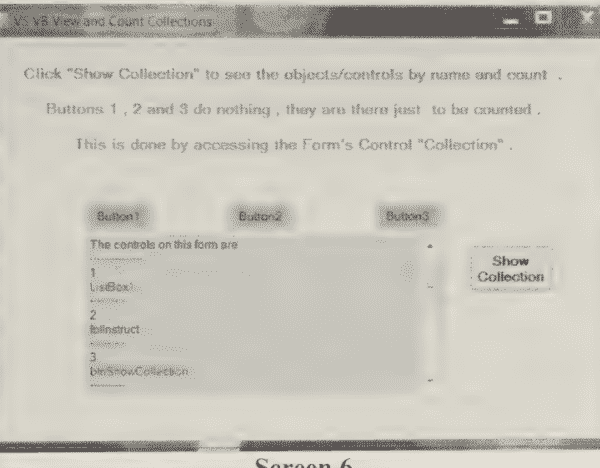 VS VB View and Count Collections
Click "Show Collection" to see the objects/controls by name and count .
Buttons 1 , 2 and 3 do nothing , they are there just to be counted .
This is done by accessing the Form's Control "Collection" .
Button1 Button2 Button3
The controls on this form are
----------
1
ListBox1
-------
2
lblInstruct
-------
3
btnShowCollection
-------
Show
Collection
Screen 6